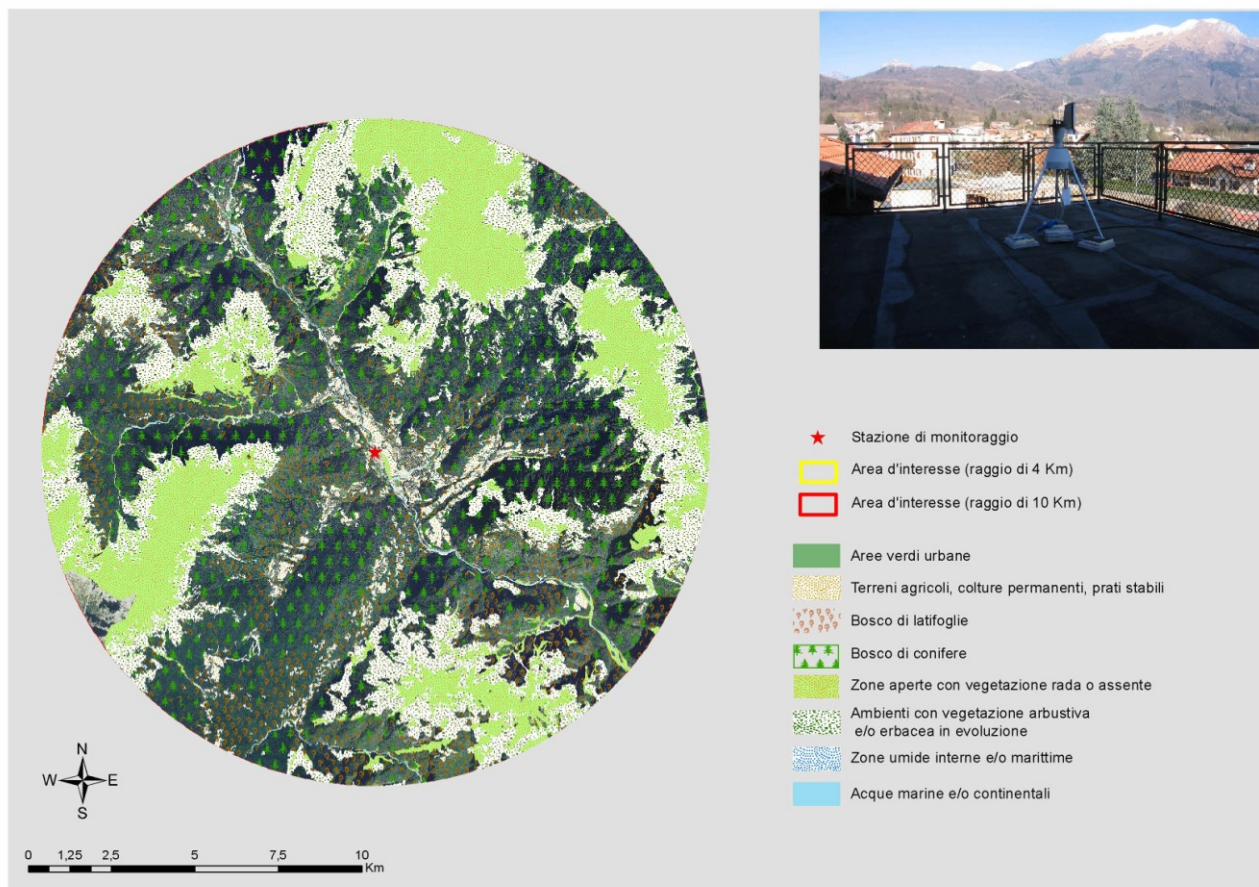 Stazione di monitoraggio
Area d'interesse (raggio di 4 Km)
Area d'interesse (raggio di 10 Km)
Aree verdi urbane
Terreni agricoli, colture permanenti, prati stabili
Bosco di latifoglie
Bosco di conifere
Zone aperte con vegetazione rada o assente
Ambienti con vegetazione arbustiva
e/o erbacea in evoluzione
Zone umide interne e/o marittime
Acque marine e/o continentali
N
W E
S
0 1,25 2,5 5 7,5 10
Km